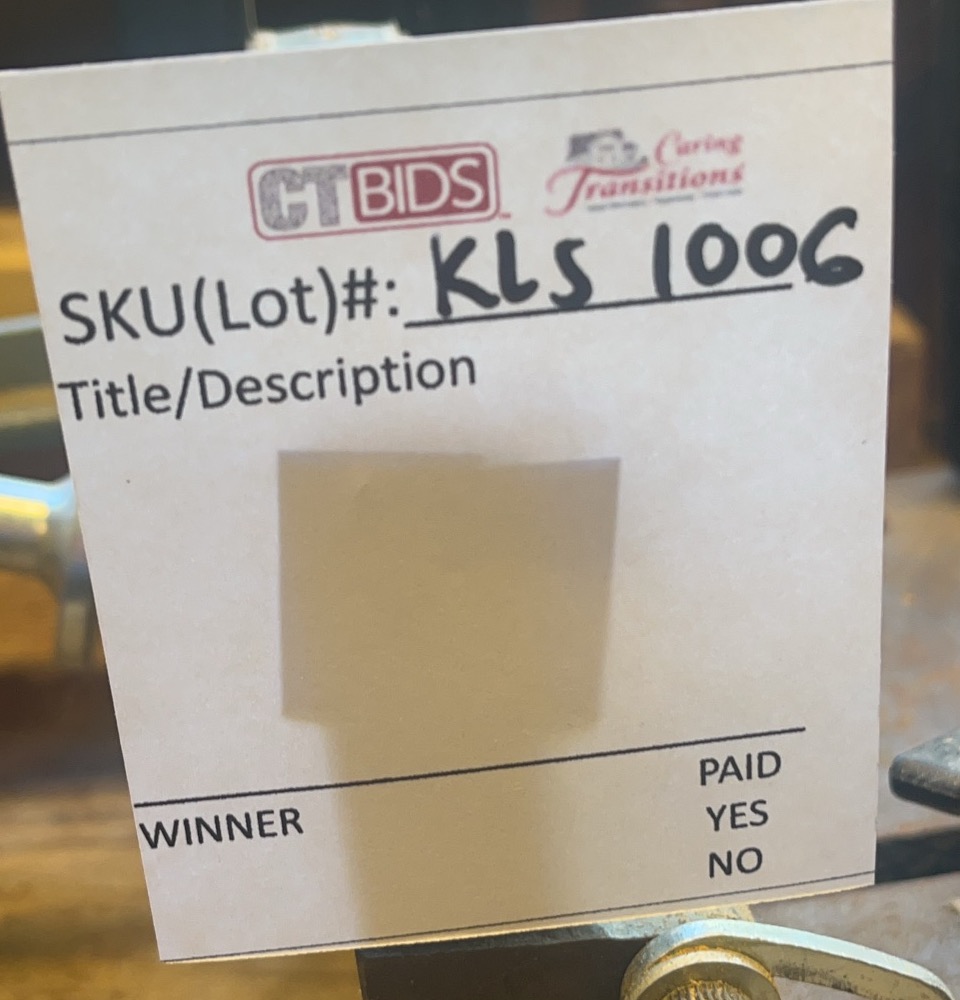 CTBIDS
Caring
Transitions
SKU(Lot)#: KLS 1006
Title/Description
PAID
WINNER YES
NO